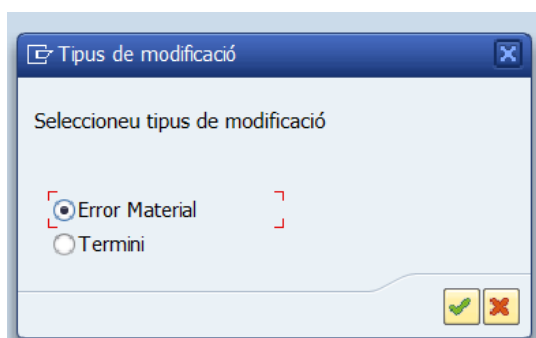 Tipus de modificació
Seleccioneu tipus de modificació
Error Material
Termini